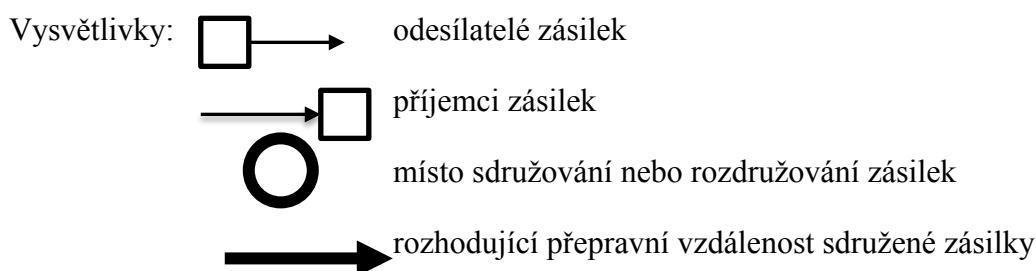 Vysvětlivky: odesílatelé zásilek
příjemci zásilek
místo sdružování nebo rozdružování zásilek
rozhodující přepravní vzdálenost sdružené zásilky